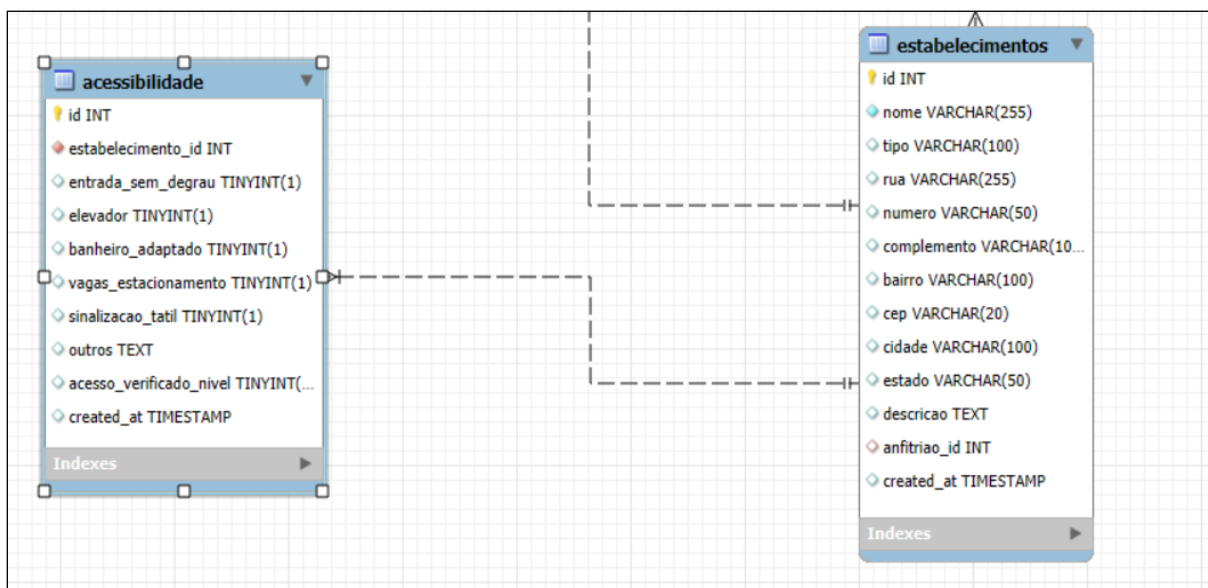 acessibilidade
id INT
estabelecimento_id INT
entrada_sem_degrau TINYINT(1)
elevador TINYINT(1)
banheiro_adaptado TINYINT(1)
vagas_estacionamento TINYINT(1)
sinalizacao_tatil TINYINT(1)
outros TEXT
acesso_verificado_nivel TINYINT(...
created_at TIMESTAMP
Indexes
estabelecimentos
id INT
nome VARCHAR(255)
tipo VARCHAR(100)
rua VARCHAR(255)
numero VARCHAR(50)
complemento VARCHAR(10...
bairro VARCHAR(100)
cep VARCHAR(20)
cidade VARCHAR(100)
estado VARCHAR(50)
descricao TEXT
anfitriao_id INT
created_at TIMESTAMP
Indexes